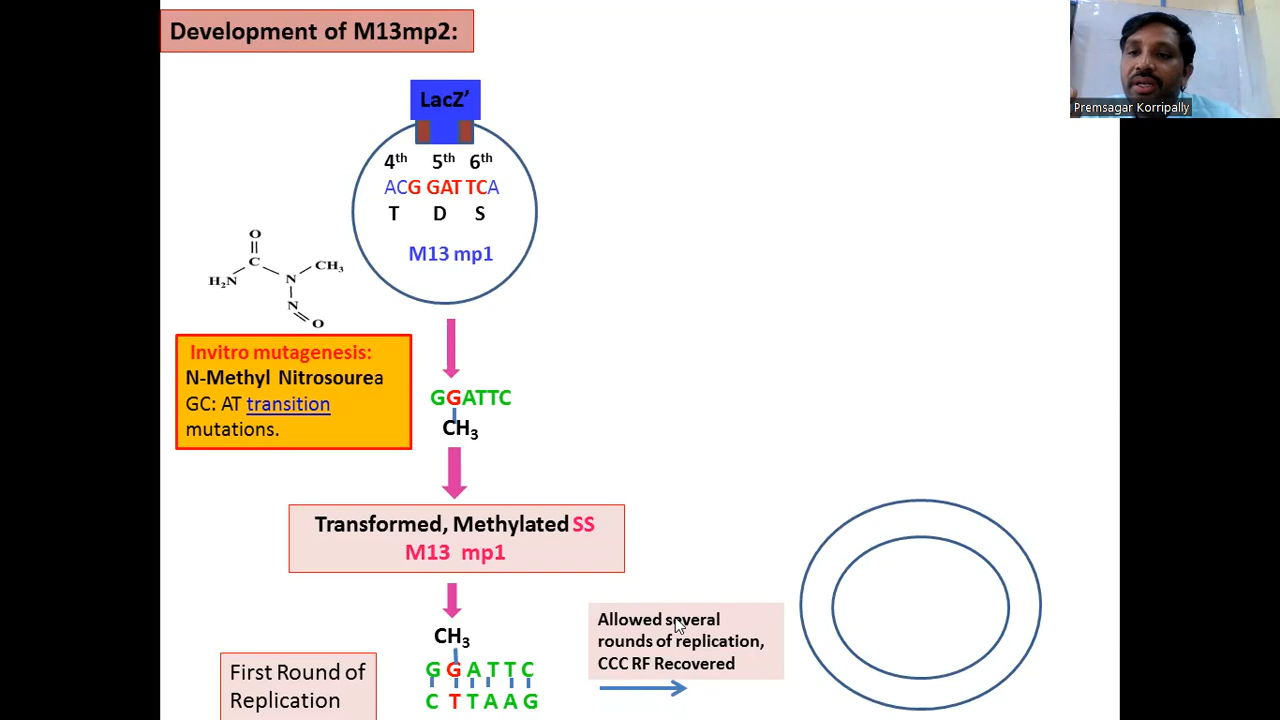 Development of M13mp2:
Premsagar Korripally
LacZ’
4th 5th 6th
ACG GAT TCA
T D S
M13 mp1
O
C
H2N
N
CH3
N
O
Invitro mutagenesis:
N-Methyl Nitrosourea
GC: AT transition
mutations.
GGATTC
CH3
Transformed, Methylated SS
M13 mp1
First Round of
Replication
CH3
G G A T T C
C T T A A G
Allowed several
rounds of replication,
CCC RF Recovered